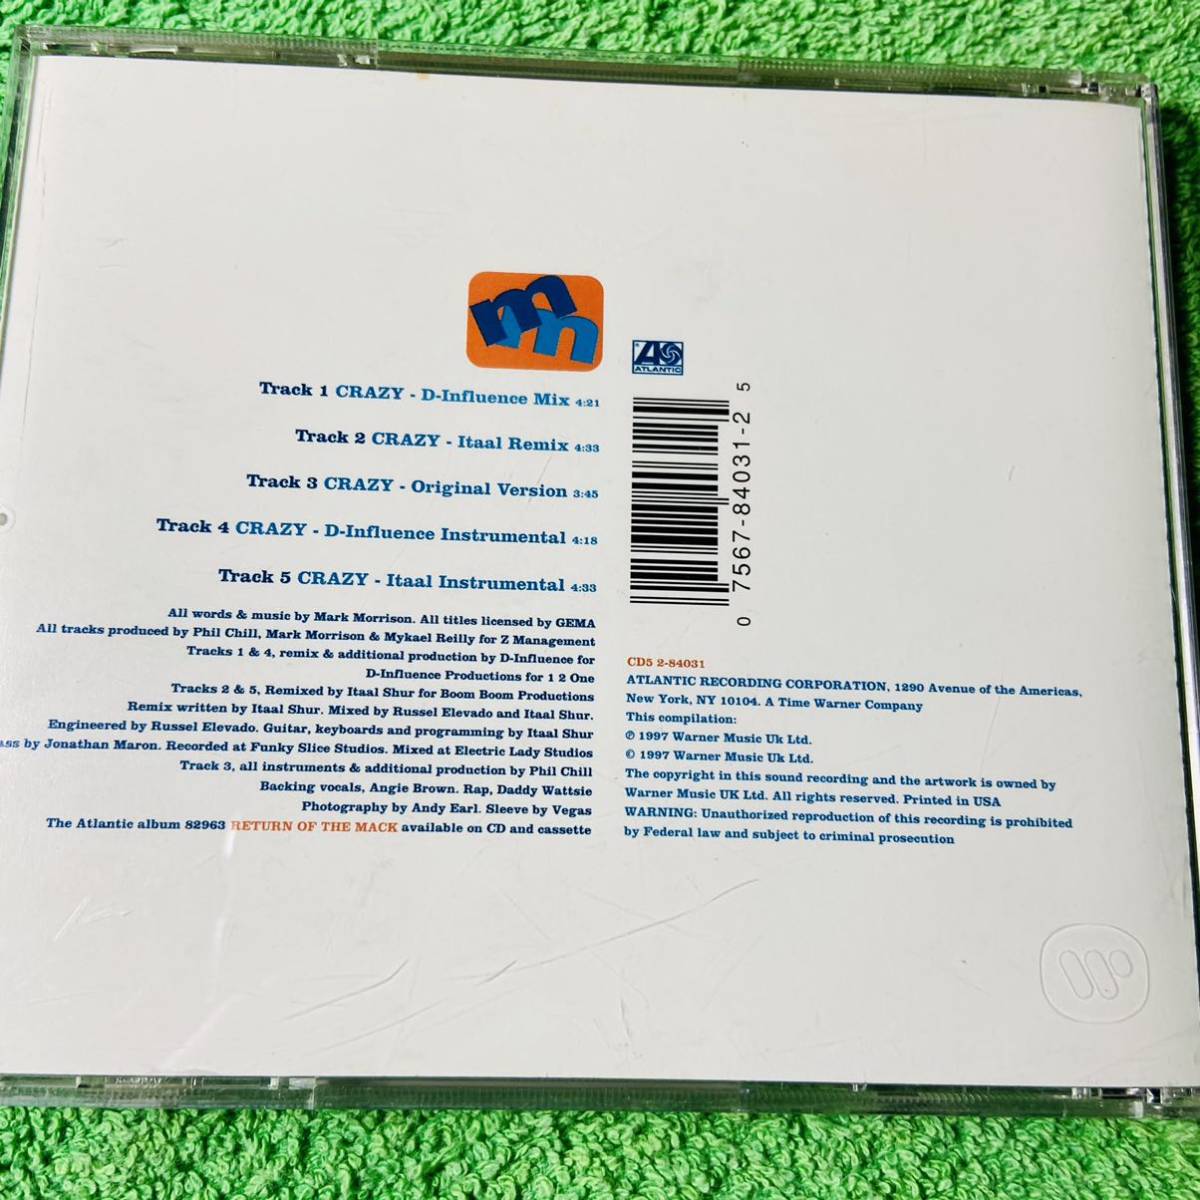 mm
Track 1 CRAZY - D-Influence Mix 4:21
Track 2 CRAZY - Itaal Remix 4:33
Track 3 CRAZY - Original Version 3:45
Track 4 CRAZY - D-Influence Instrumental 4:18
Track 5 CRAZY - Itaal Instrumental 4:33
All words & music by Mark Morrison. All titles licensed by GEMA
All tracks produced by Phil Chill, Mark Morrison & Mykael Reilly for Z Management
Tracks 1 & 4, remix & additional production by D-Influence for
D-Influence Productions for 1 2 One
Tracks 2 & 5, Remixed by Itaal Shur for Boom Boom Productions
Remix written by Itaal Shur. Mixed by Russel Elevado and Itaal Shur.
Engineered by Russel Elevado. Guitar, keyboards and programming by Itaal Shur
by Jonathan Maron. Recorded at Funky Slice Studios. Mixed at Electric Lady Studios
Track 3, all instruments & additional production by Phil Chill
Backing vocals, Angie Brown. Rap, Daddy Wattsie
Photography by Andy Earl. Sleeve by Vegas
The Atlantic album 82963 RETURN OF THE MACK available on CD and cassette
ATLANTIC
0 7567-84031-2 5
CD5 2-84031
ATLANTIC RECORDING CORPORATION, 1290 Avenue of the Americas,
New York, NY 10104. A Time Warner Company
This compilation:
℗ 1997 Warner Music Uk Ltd.
© 1997 Warner Music Uk Ltd.
The copyright in this sound recording and the artwork is owned by
Warner Music UK Ltd. All rights reserved. Printed in USA
WARNING: Unauthorized reproduction of this recording is prohibited
by Federal law and subject to criminal prosecution